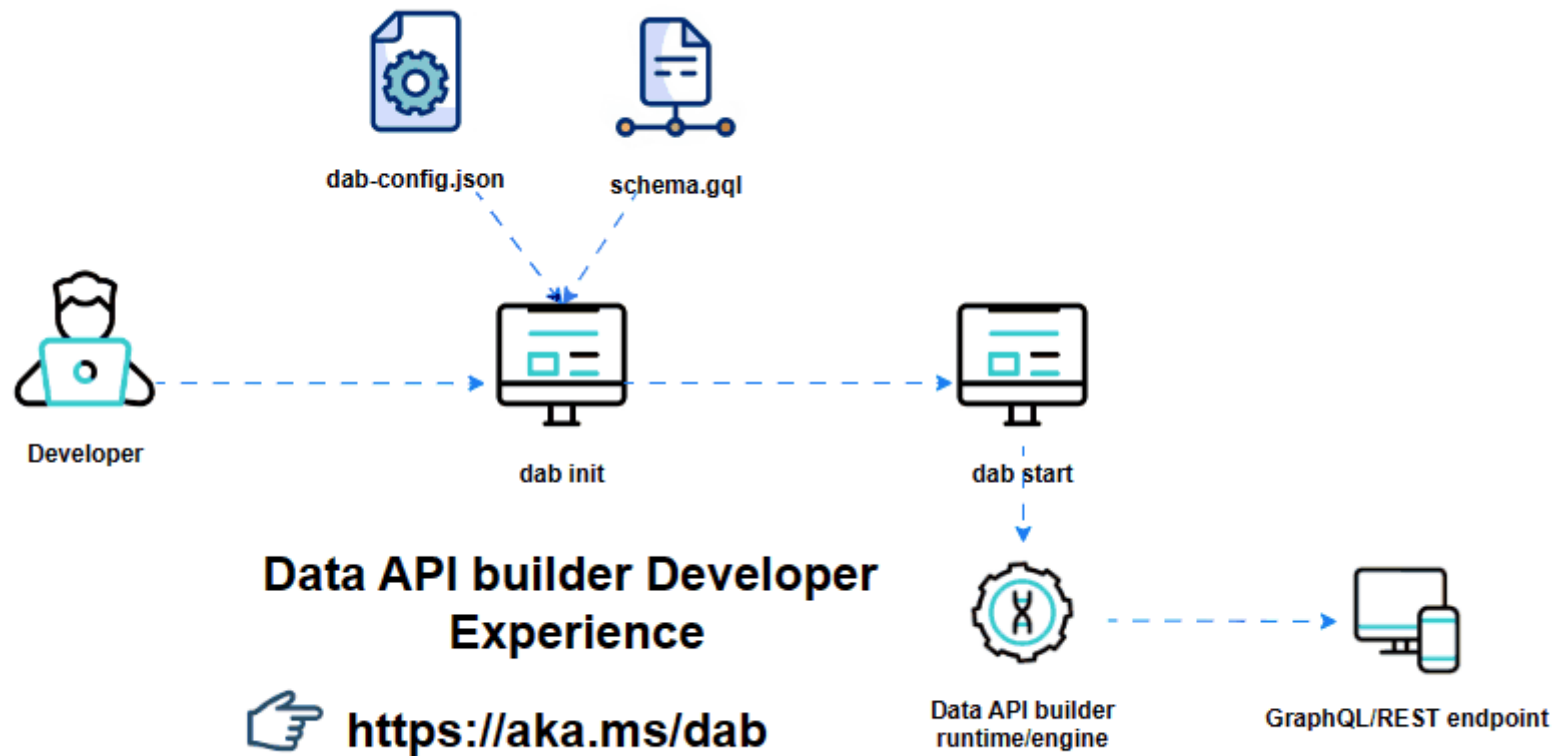 dab-config.json
schema.gql
Developer
dab init
dab start
Data API builder Developer
Experience
https://aka.ms/dab
Data API builder
runtime/engine
GraphQL/REST endpoint